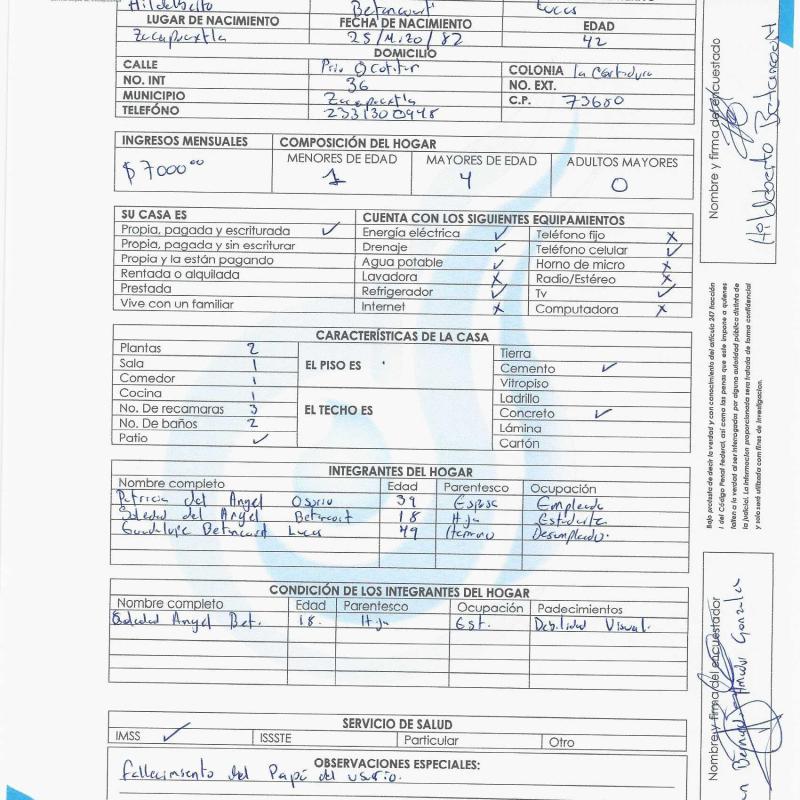 Hildelberto Betancourt Lucas
LUGAR DE NACIMIENTO FECHA DE NACIMIENTO EDAD
Zacapoaxtla 25/Mzo/82 42
DOMICILIO
CALLE Priv Ocotitur COLONIA la Cortadura
NO. INT 36 NO. EXT.
MUNICIPIO Zacapoaxtla C.P. 73680
TELEFÓNO 2331300948
INGRESOS MENSUALES COMPOSICIÓN DEL HOGAR
$7000.00 MENORES DE EDAD MAYORES DE EDAD ADULTOS MAYORES
1 4 0
SU CASA ES CUENTA CON LOS SIGUIENTES EQUIPAMIENTOS
Propia, pagada y escriturada ✓ Energía eléctrica ✓ Teléfono fijo X
Propia, pagada y sin escriturar Drenaje ✓ Teléfono celular ✓
Propia y la están pagando Agua potable ✓ Horno de micro X
Rentada o alquilada Lavadora X Radio/Estéreo X
Prestada Refrigerador ✓ Tv ✓
Vive con un familiar Internet X Computadora X
CARACTERÍSTICAS DE LA CASA
Plantas 2 EL PISO ES Tierra
Sala 1 Cemento ✓
Comedor 1 Vitropiso
Cocina 1 EL TECHO ES Ladrillo
No. De recamaras 3 Concreto ✓
No. De baños 2 Lámina
Patio ✓ Cartón
INTEGRANTES DEL HOGAR
Nombre completo Edad Parentesco Ocupación
Patricia del Angel Osorio 39 Esposa Empleada
Soledad del Angel Betancourt 18 Hija Estudiante
Guadalupe Betancourt Lucas 49 Hermano Desempleado.
CONDICIÓN DE LOS INTEGRANTES DEL HOGAR
Nombre completo Edad Parentesco Ocupación Padecimientos
Soledad Angel Bet. 18. Hija Est. Debilidad Visual.
SERVICIO DE SALUD
IMSS ✓ ISSSTE Particular Otro
OBSERVACIONES ESPECIALES:
fallecimiento del Papá del usuario.
Nombre y firma del encuestado
Hildeberto Betancourt
Bajo protesta de decir la verdad y con conocimiento del artículo 247 fracción
I del Código Penal Federal, así como las penas que este impone a quienes
falten a la verdad al ser interrogados por alguna autoridad pública distinta de
la judicial. La información proporcionada sera tratada de forma confidencial
y solo será utilizada con fines de investigacion.
Nombre y firma del encuestador
Amador Gonzalez